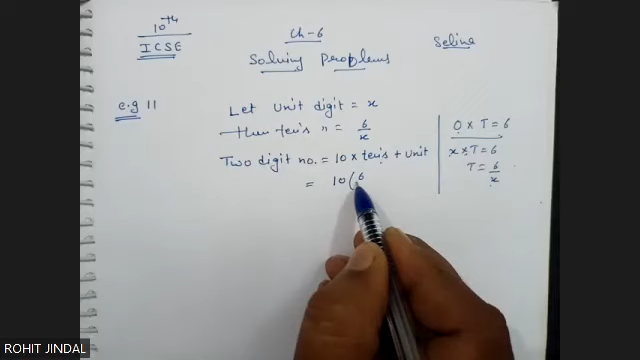 10th
ICSE
Ch-6
Solving Problems
Selina
e.g 11
Let Unit digit = x
Then ten's " = 6/x
Two digit no. = 10 x ten's + unit
= 10(6
O x T = 6
x x T = 6
T = 6/x
ROHIT JINDAL